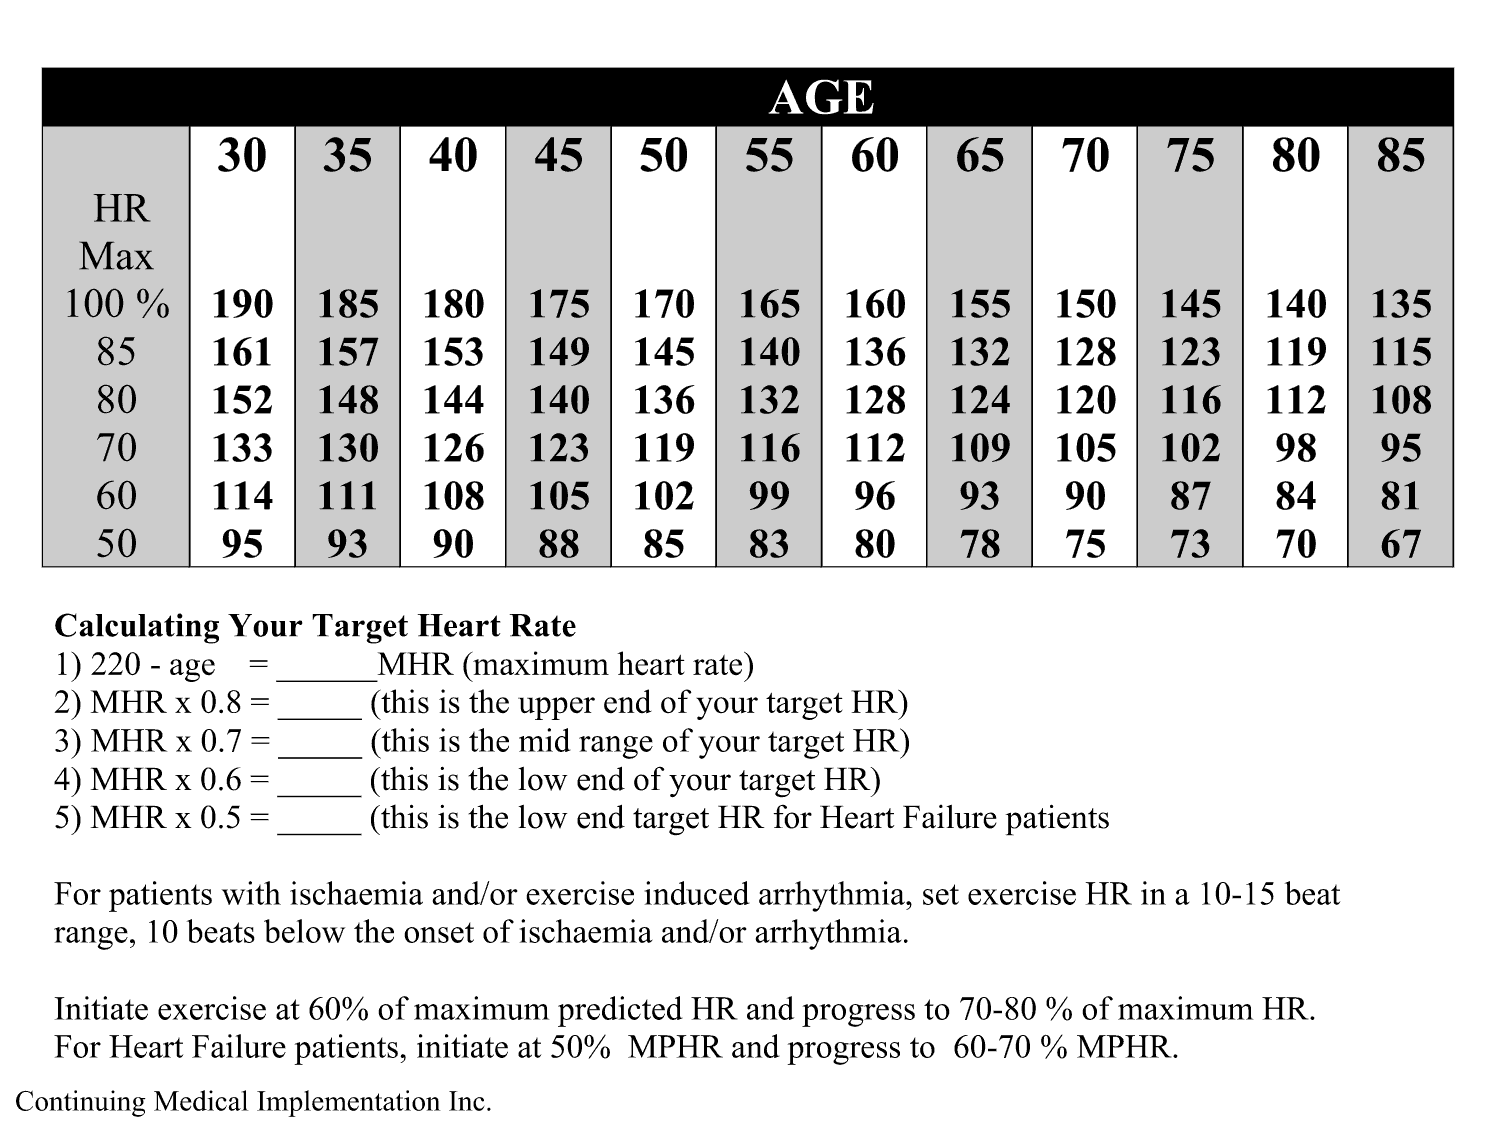 AGE
30 35 40 45 50 55 60 65 70 75 80 85
HR
Max
100 % 190 185 180 175 170 165 160 155 150 145 140 135
85 161 157 153 149 145 140 136 132 128 123 119 115
80 152 148 144 140 136 132 128 124 120 116 112 108
70 133 130 126 123 119 116 112 109 105 102 98 95
60 114 111 108 105 102 99 96 93 90 87 84 81
50 95 93 90 88 85 83 80 78 75 73 70 67
Calculating Your Target Heart Rate
1) 220 - age = ______MHR (maximum heart rate)
2) MHR x 0.8 = _____ (this is the upper end of your target HR)
3) MHR x 0.7 = _____ (this is the mid range of your target HR)
4) MHR x 0.6 = _____ (this is the low end of your target HR)
5) MHR x 0.5 = _____ (this is the low end target HR for Heart Failure patients
For patients with ischaemia and/or exercise induced arrhythmia, set exercise HR in a 10-15 beat
range, 10 beats below the onset of ischaemia and/or arrhythmia.
Initiate exercise at 60% of maximum predicted HR and progress to 70-80 % of maximum HR.
For Heart Failure patients, initiate at 50% MPHR and progress to 60-70 % MPHR.
Continuing Medical Implementation Inc.